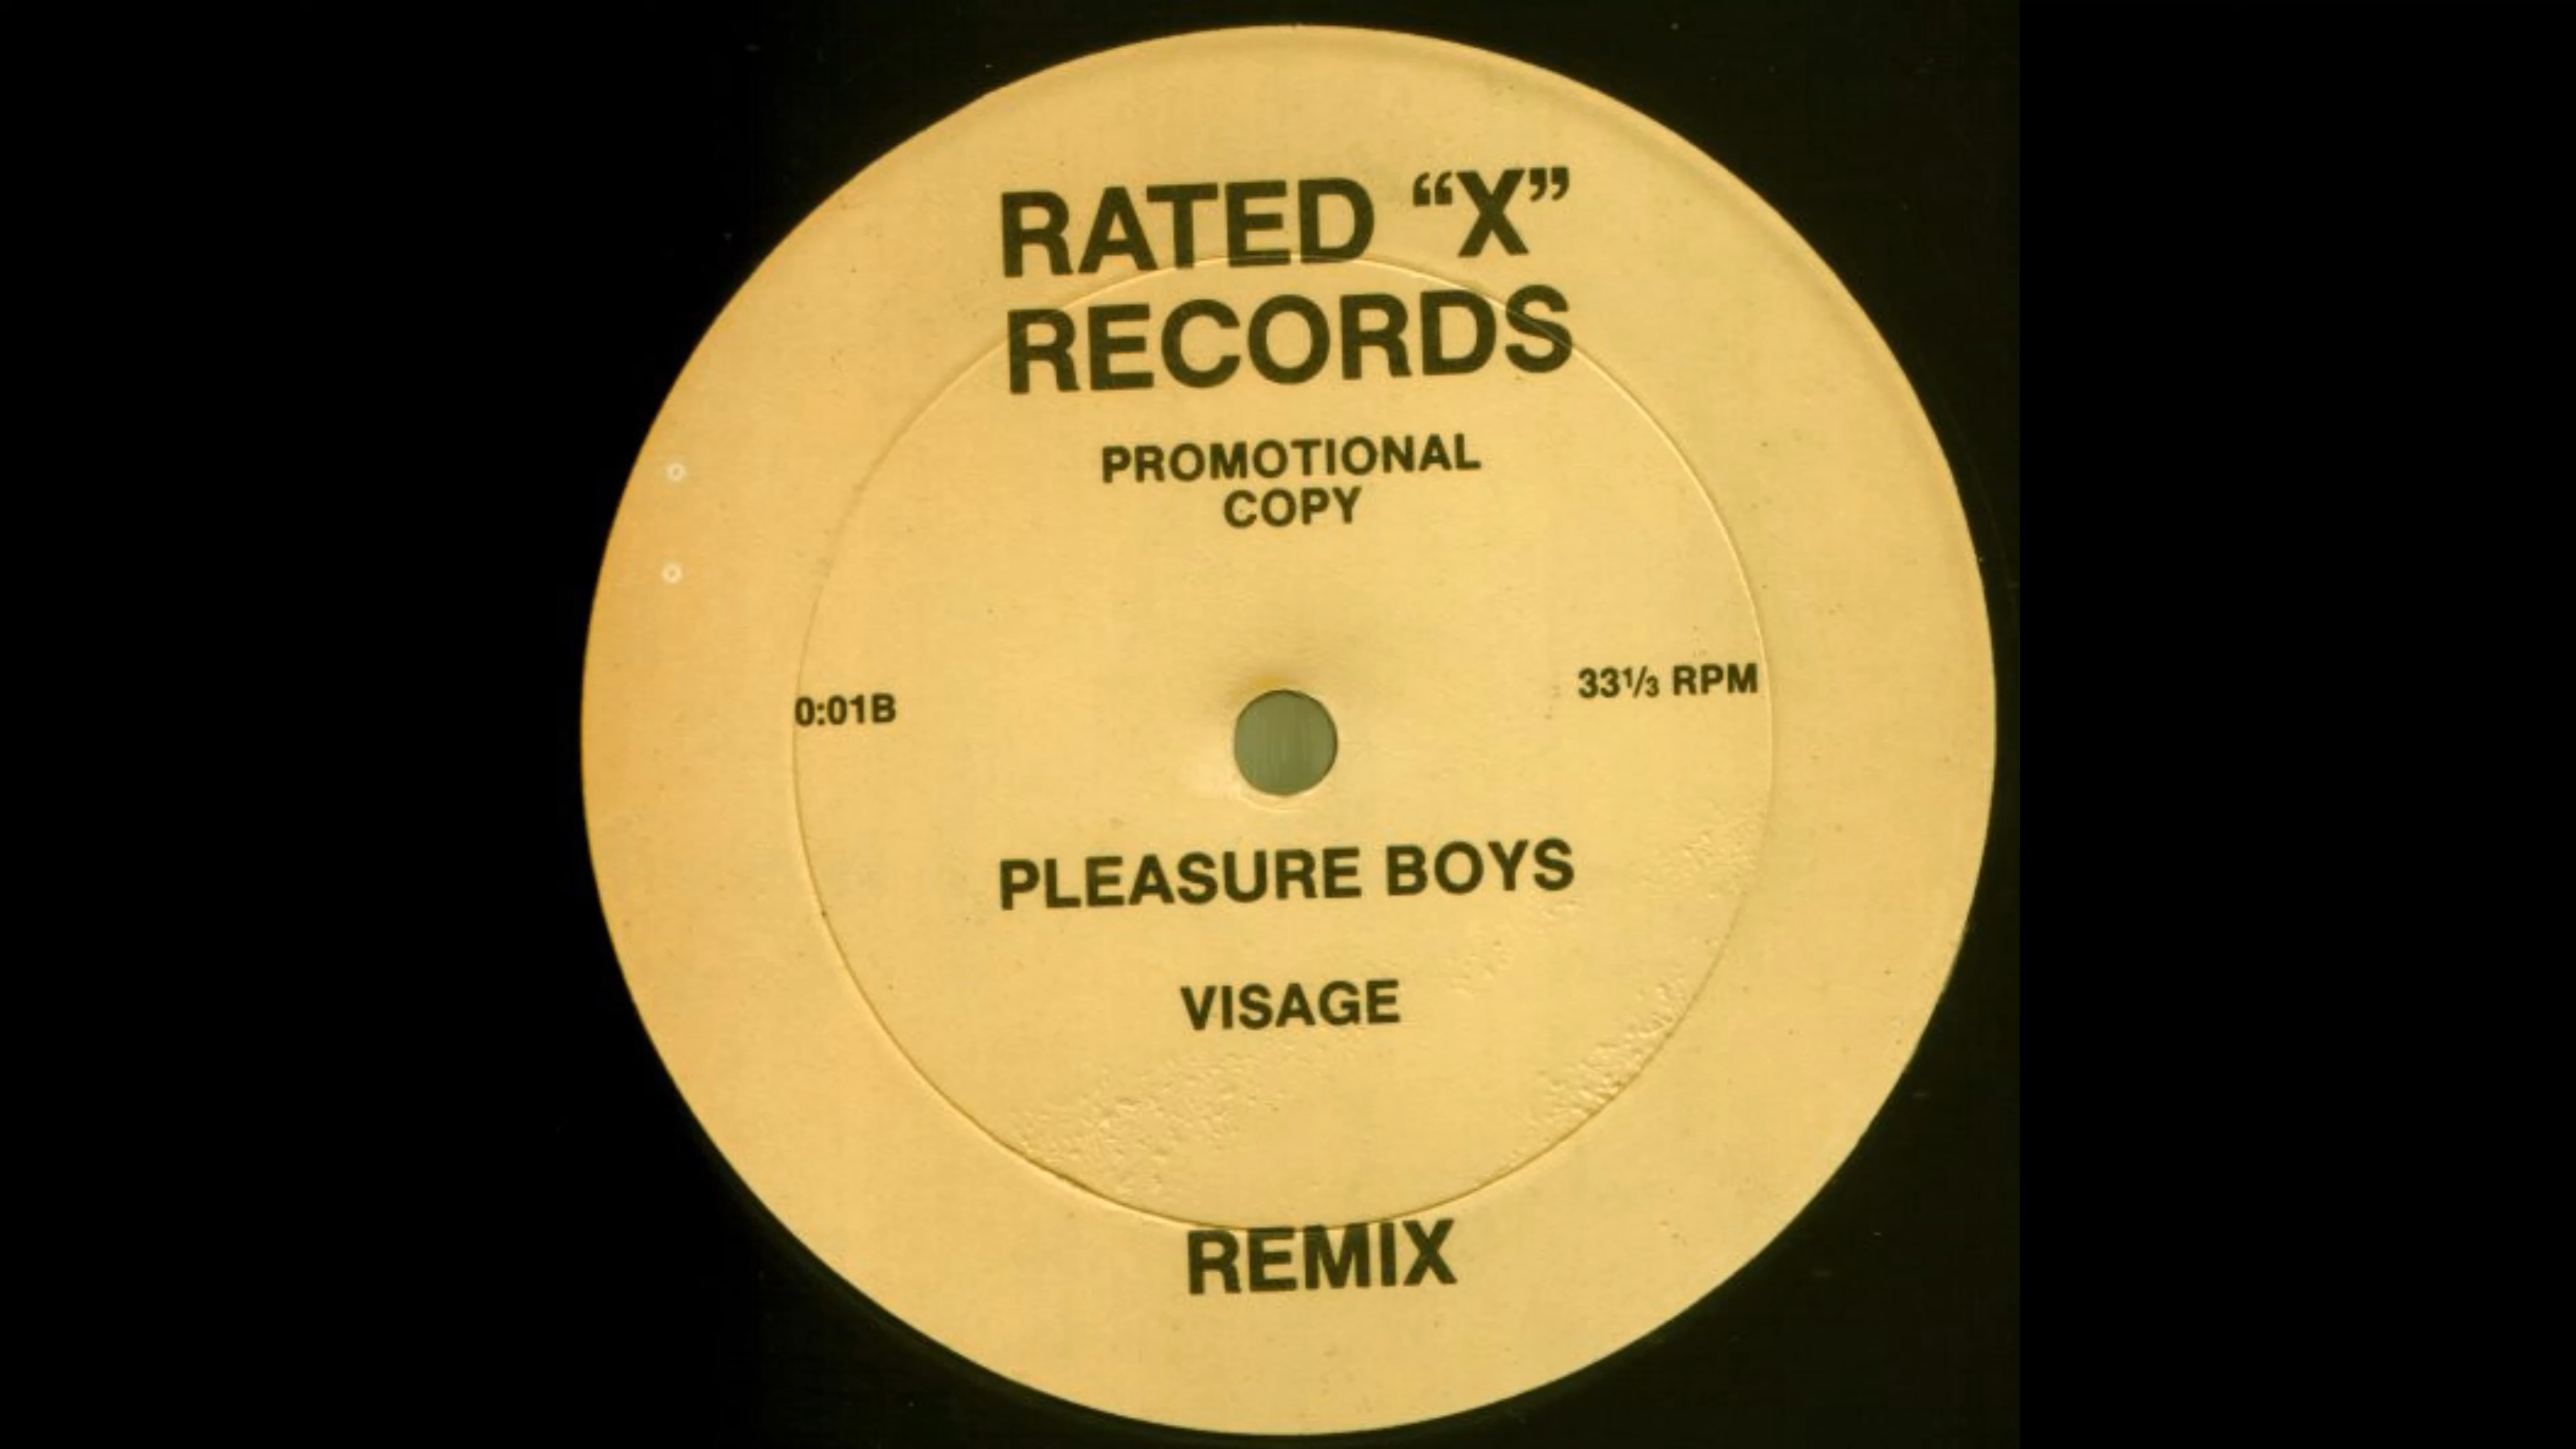 RATED “X”
RECORDS
PROMOTIONAL
COPY
0:01B
33⅓ RPM
PLEASURE BOYS
VISAGE
REMIX